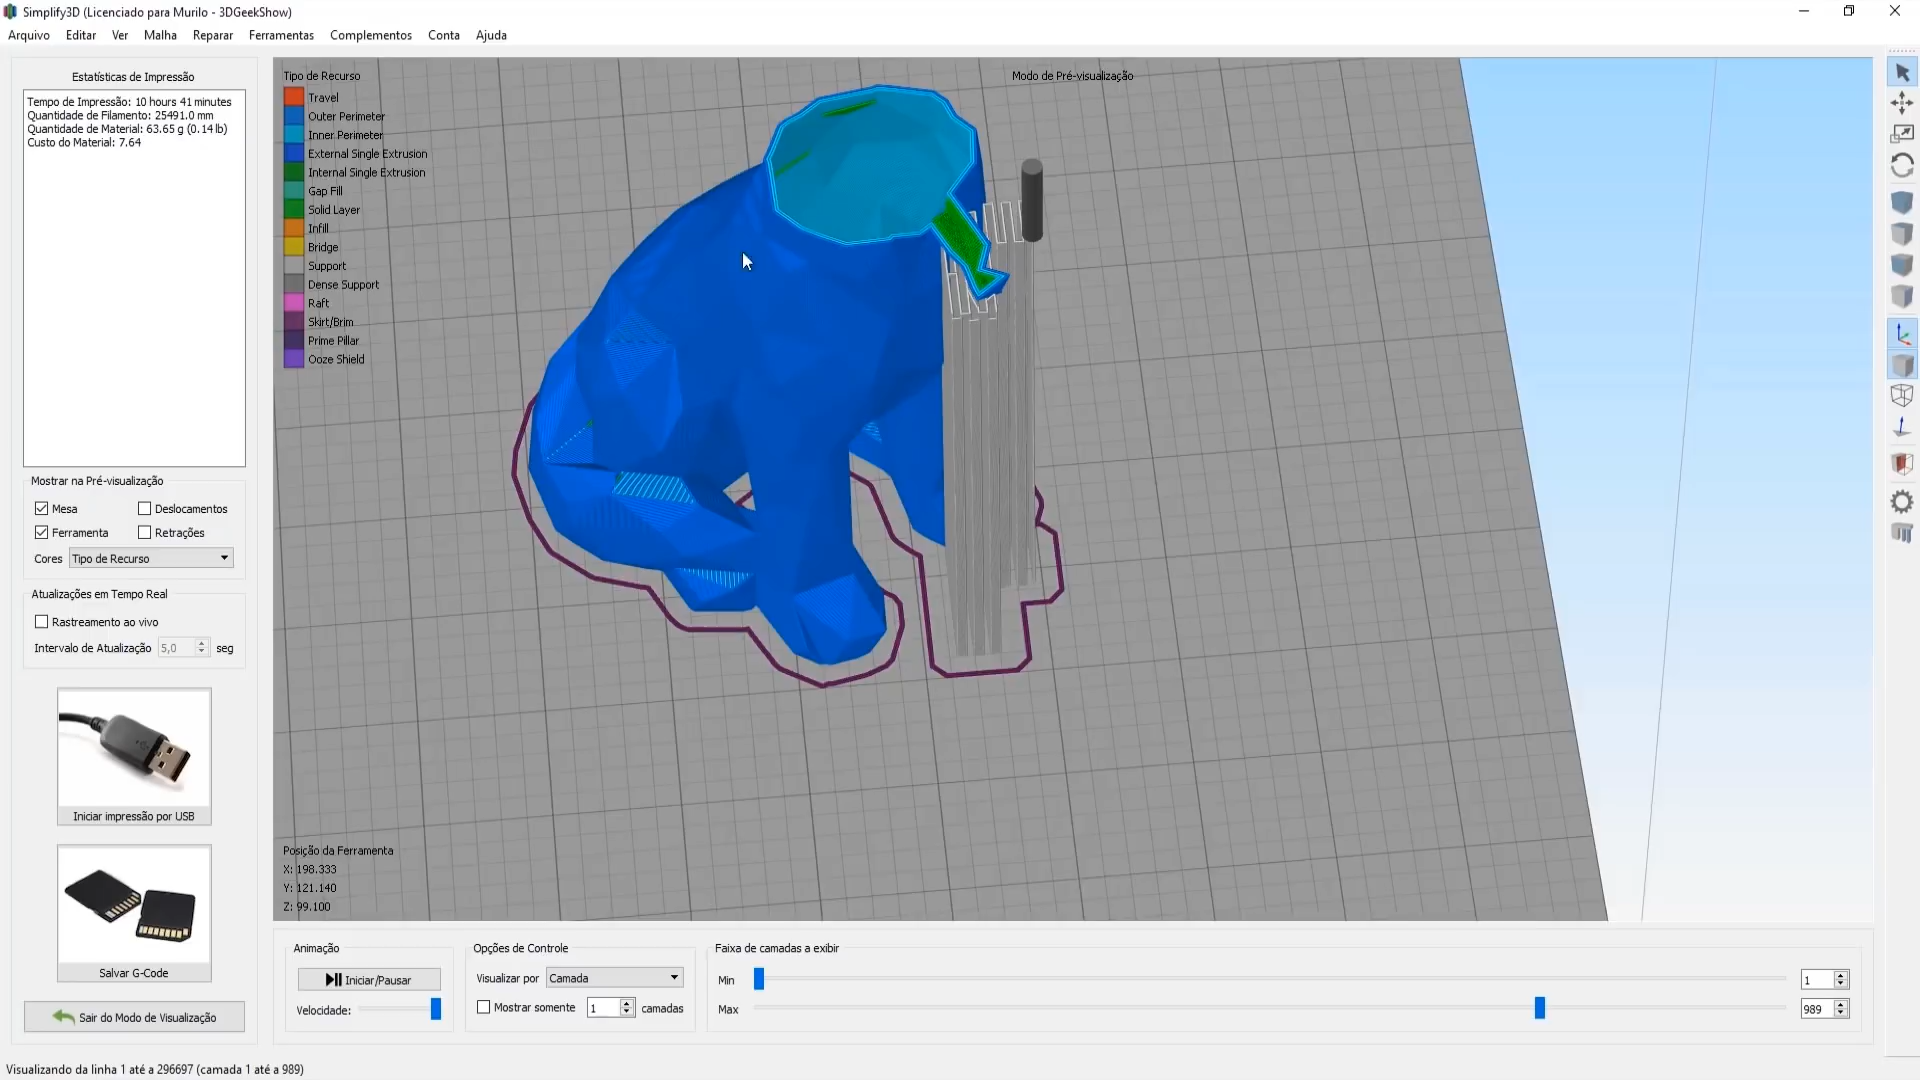 Simplify3D (Licenciado para Murilo - 3DGeekShow)
Arquivo Editar Ver Malha Reparar Ferramentas Complementos Conta Ajuda
Estatísticas de Impressão
Tempo de Impressão: 10 hours 41 minutes
Quantidade de Filamento: 25491.0 mm
Quantidade de Material: 63.65 g (0.14 lb)
Custo do Material: 7.64
Mostrar na Pré-visualização
Mesa Deslocamentos
Ferramenta Retrações
Cores Tipo de Recurso
Atualizações em Tempo Real
Rastreamento ao vivo
Intervalo de Atualização 5,0 seg
Iniciar impressão por USB
Salvar G-Code
Sair do Modo de Visualização
Tipo de Recurso
Travel
Outer Perimeter
Inner Perimeter
External Single Extrusion
Internal Single Extrusion
Gap Fill
Solid Layer
Infill
Bridge
Support
Dense Support
Raft
Skirt/Brim
Prime Pillar
Ooze Shield
Modo de Pré-visualização
Posição da Ferramenta
X: 198.333
Y: 121.140
Z: 99.100
Animação
Iniciar/Pausar
Velocidade:
Opções de Controle
Visualizar por Camada
Mostrar somente 1 camadas
Faixa de camadas a exibir
Min 1
Max 989
Visualizando da linha 1 até a 296697 (camada 1 até a 989)